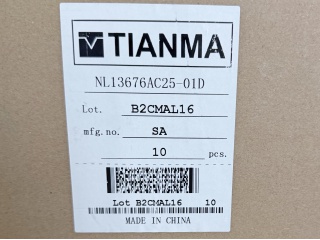 TIANMA
NL13676AC25-01D
Lot. B2CMAL16
mfg.no. SA
10 pcs.
Lot B2CMAL16 10
MADE IN CHINA